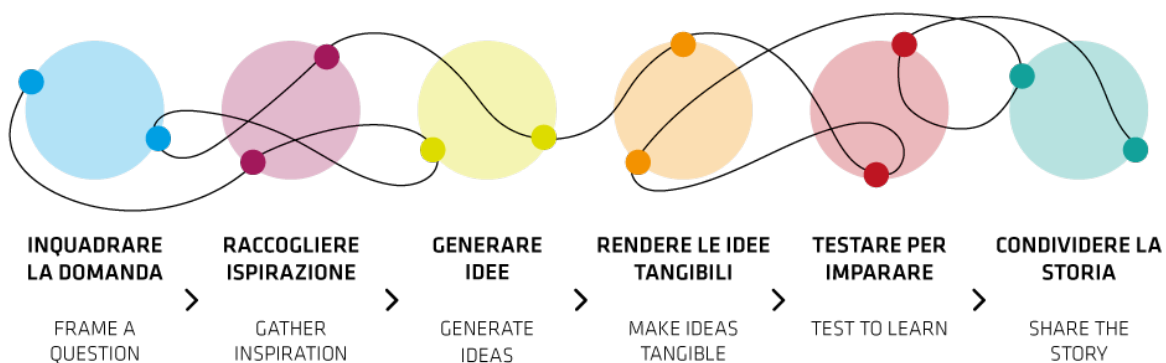 INQUADRARE
LA DOMANDA
FRAME A
QUESTION
RACCOGLIERE
ISPIRAZIONE
GATHER
INSPIRATION
GENERARE
IDEE
GENERATE
IDEAS
RENDERE LE IDEE
TANGIBILI
MAKE IDEAS
TANGIBLE
TESTARE PER
IMPARARE
TEST TO LEARN
CONDIVIDERE LA
STORIA
SHARE THE
STORY